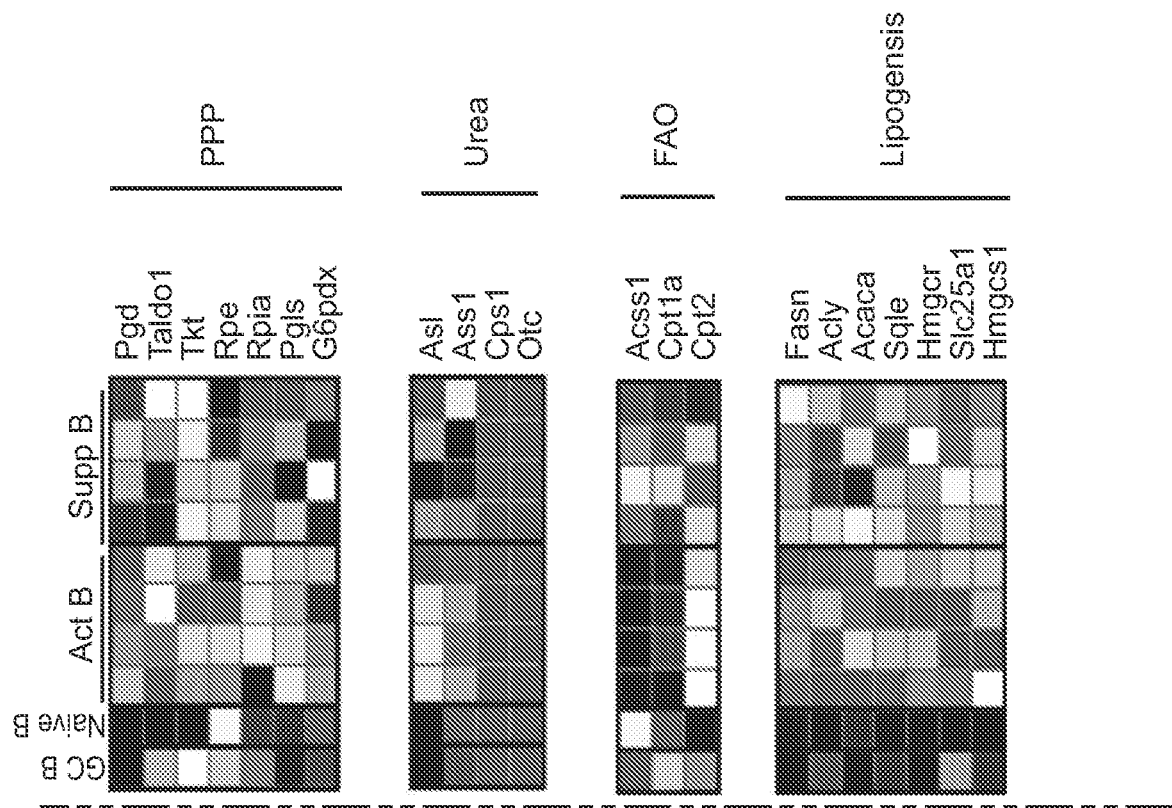 GC B
Naive B
Act B
Supp B
Pgd
Taldo1
Tkt
Rpe
Rpia
Pgls
G6pdx
PPP
Asl
Ass1
Cps1
Otc
Urea
Acss1
Cpt1a
Cpt2
FAO
Fasn
Acly
Acaca
Sqle
Hmgcr
Slc25a1
Hmgcs1
Lipogensis